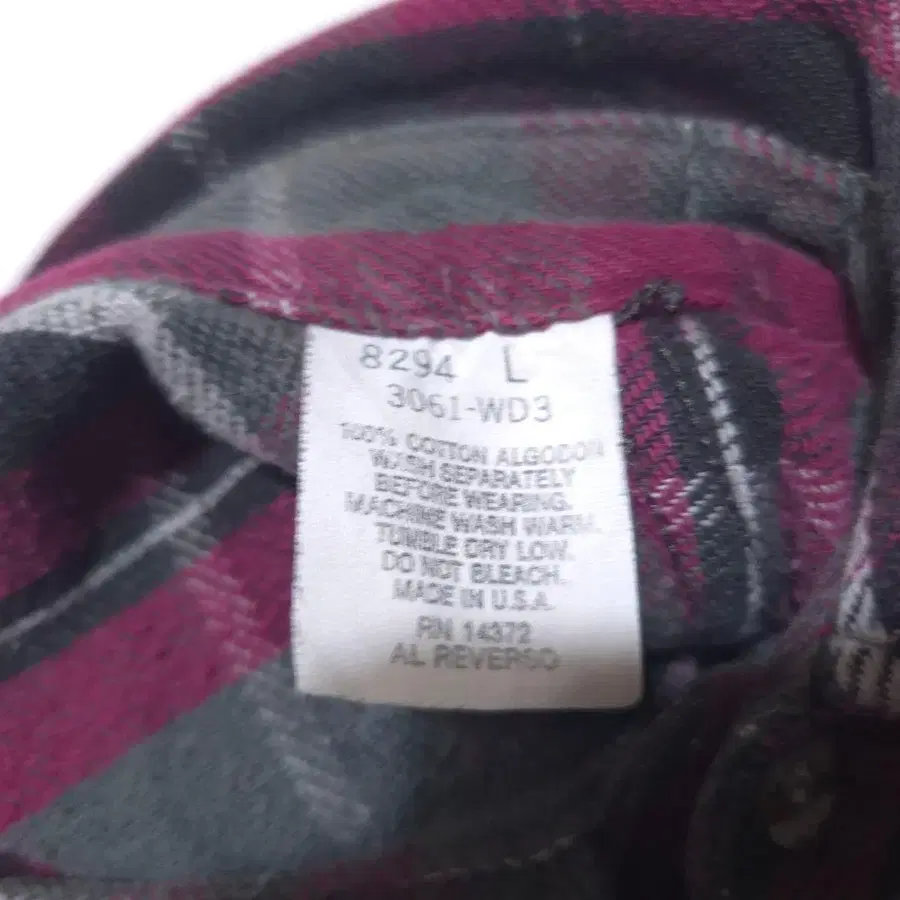 8294 L
3061-WD3
100% COTTON ALGODON
WASH SEPARATELY
BEFORE WEARING.
MACHINE WASH WARM.
TUMBLE DRY LOW.
DO NOT BLEACH.
MADE IN U.S.A.
RN 14372
AL REVERSO